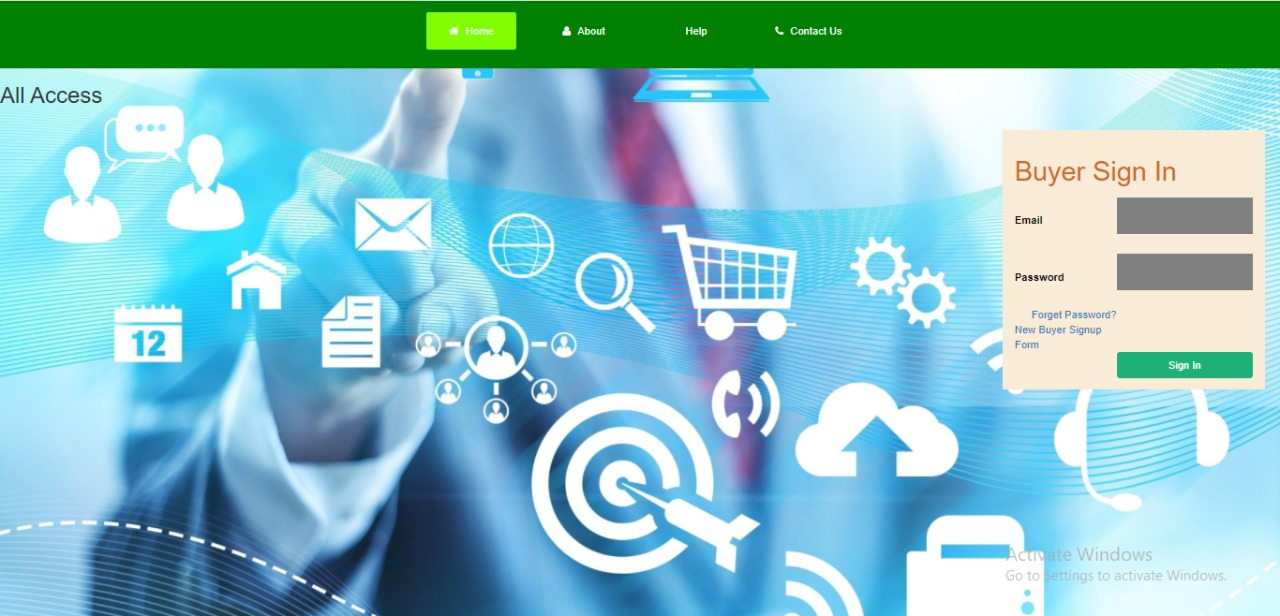 Home About Help Contact Us
All Access
Buyer Sign In
Email
Password
Forget Password?
New Buyer Signup
Form
Sign In
12
Activate Windows
Go to Settings to activate Windows.